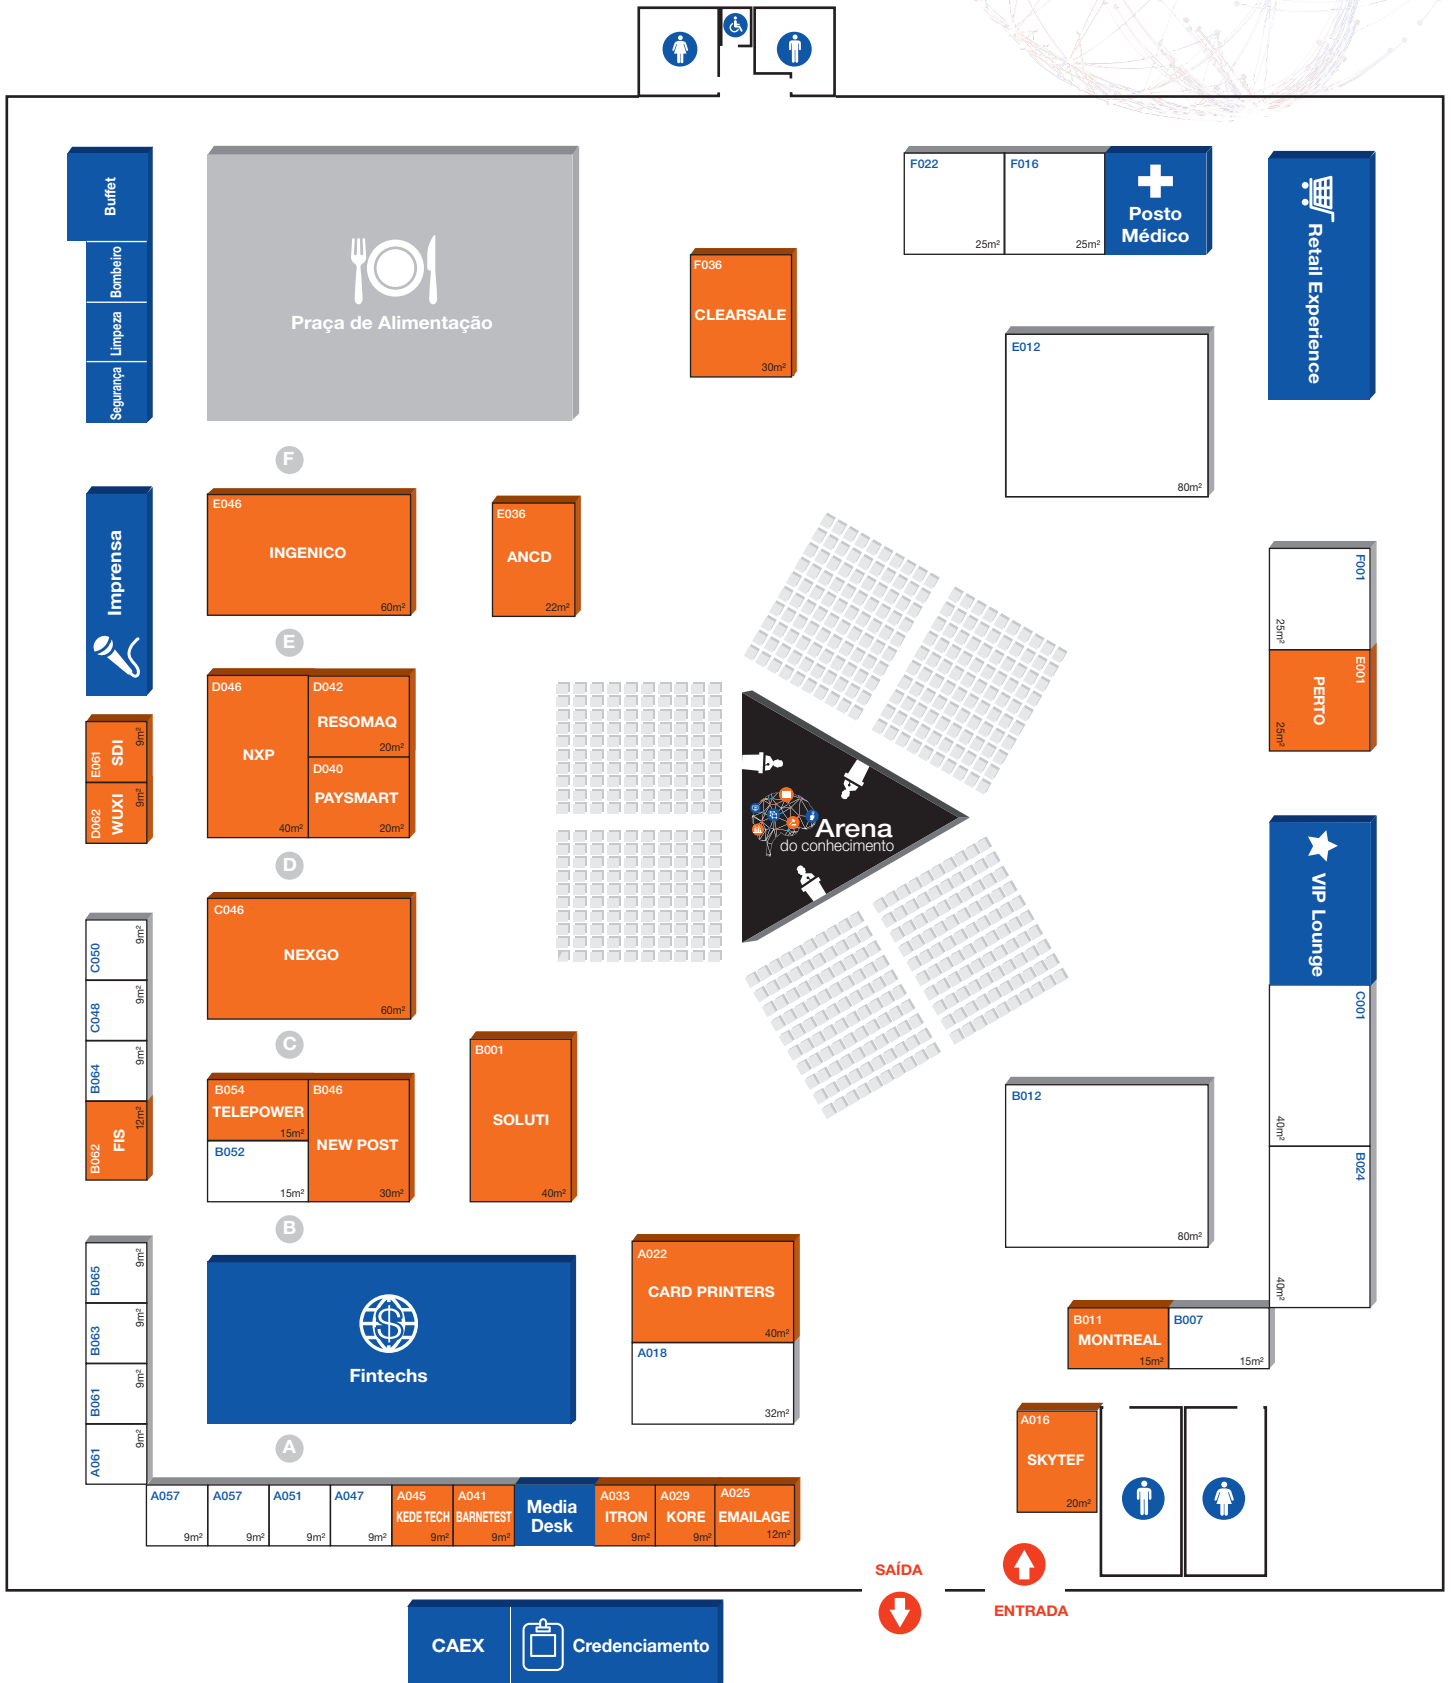 Buffet
Bombeiro
Limpeza
Segurança
Praça de Alimentação
F036
CLEARSALE
30m²
F022
25m²
F016
25m²
Posto
Médico
Retail Experience
E012
80m²
F
Imprensa
E046
INGENICO
60m²
E036
ANCD
22m²
E
F001
25m²
E001
PERTO
25m²
E061
SDI
9m²
D062
WUXI
9m²
D046
NXP
40m²
D042
RESOMAQ
20m²
D040
PAYSMART
20m²
Arena
do conhecimento
D
VIP Lounge
C046
NEXGO
60m²
C050
9m²
C048
9m²
B064
9m²
B062
FIS
12m²
C
B054
TELEPOWER
15m²
B052
15m²
B046
NEW POST
30m²
B001
SOLUTI
40m²
B012
80m²
C001
40m²
B024
40m²
B
B065
9m²
B063
9m²
B061
9m²
A061
9m²
Fintechs
A022
CARD PRINTERS
40m²
A018
32m²
B011
MONTREAL
15m²
B007
15m²
A
A016
SKYTEF
20m²
A057
9m²
A057
9m²
A051
9m²
A047
9m²
A045
KEDE TECH
9m²
A041
BARNETEST
9m²
Media
Desk
A033
ITRON
9m²
A029
KORE
9m²
A025
EMAILAGE
12m²
SAÍDA
ENTRADA
CAEX
Credenciamento